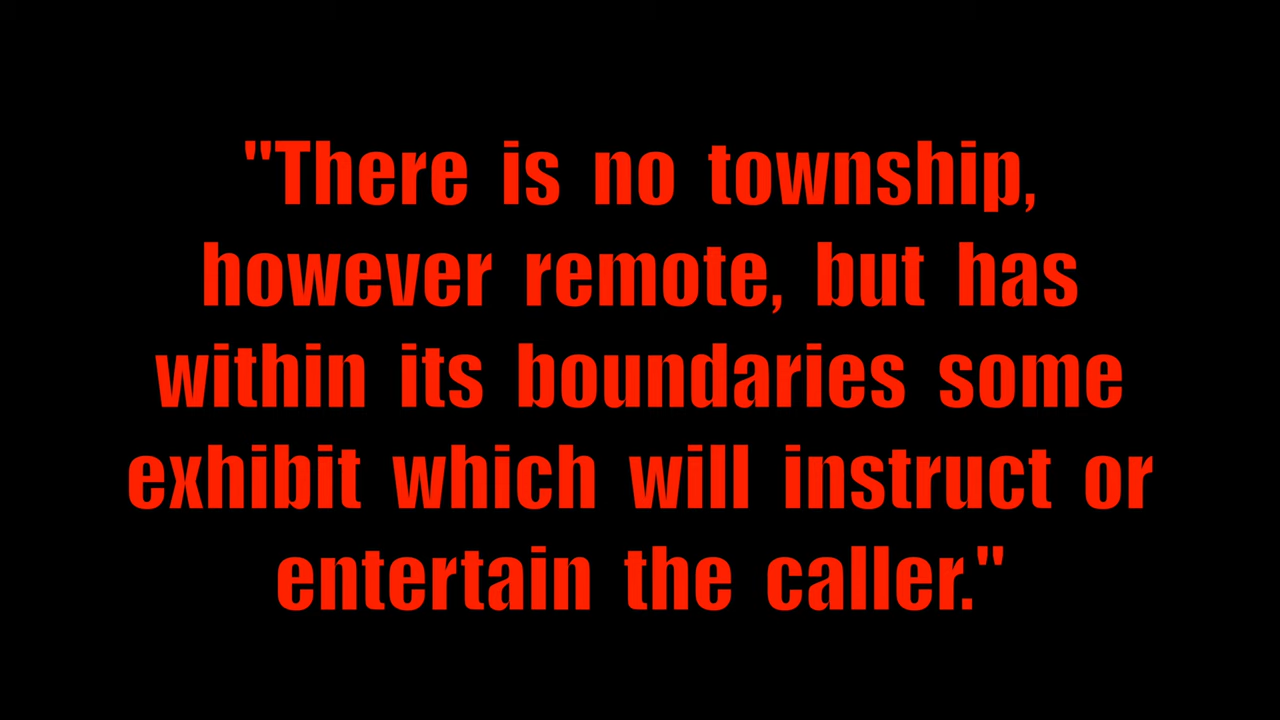 "There is no township,
however remote, but has
within its boundaries some
exhibit which will instruct or
entertain the caller."